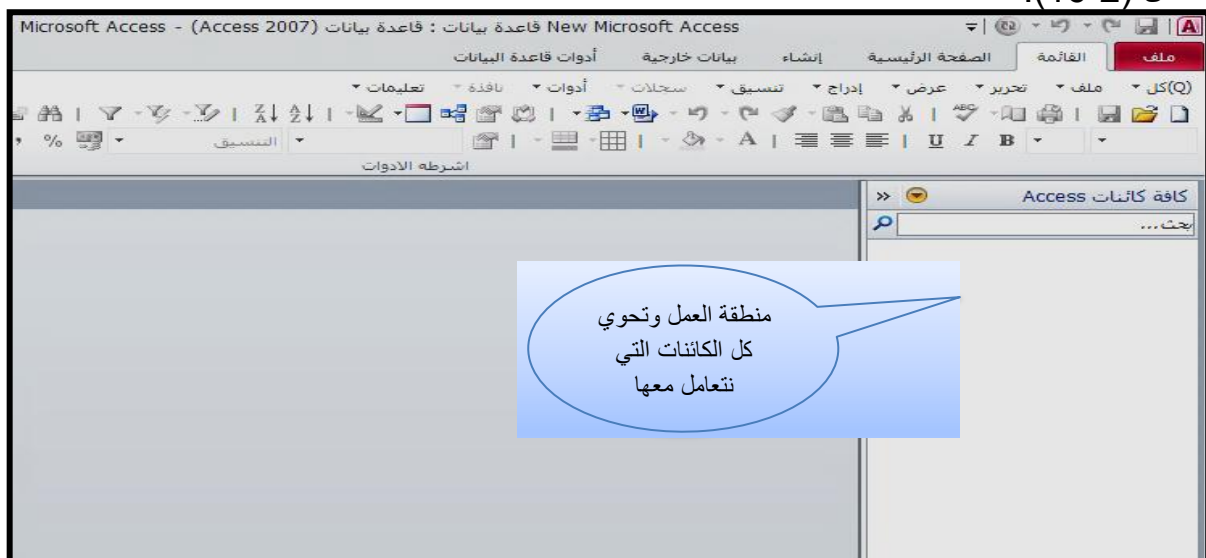 قاعدة بيانات New Microsoft Access : قاعدة بيانات (Access 2007) - Microsoft Access
ملف القائمة الصفحة الرئيسية إنشاء بيانات خارجية أدوات قاعدة البيانات
(Q)كل ملف تحرير عرض إدراج تنسيق سجلات أدوات نافذة تعليمات
B I U A التنسيق %
اشرطه الادوات
كافة كائنات Access
بحث...
منطقة العمل وتحوي
كل الكائنات التي
نتعامل معها